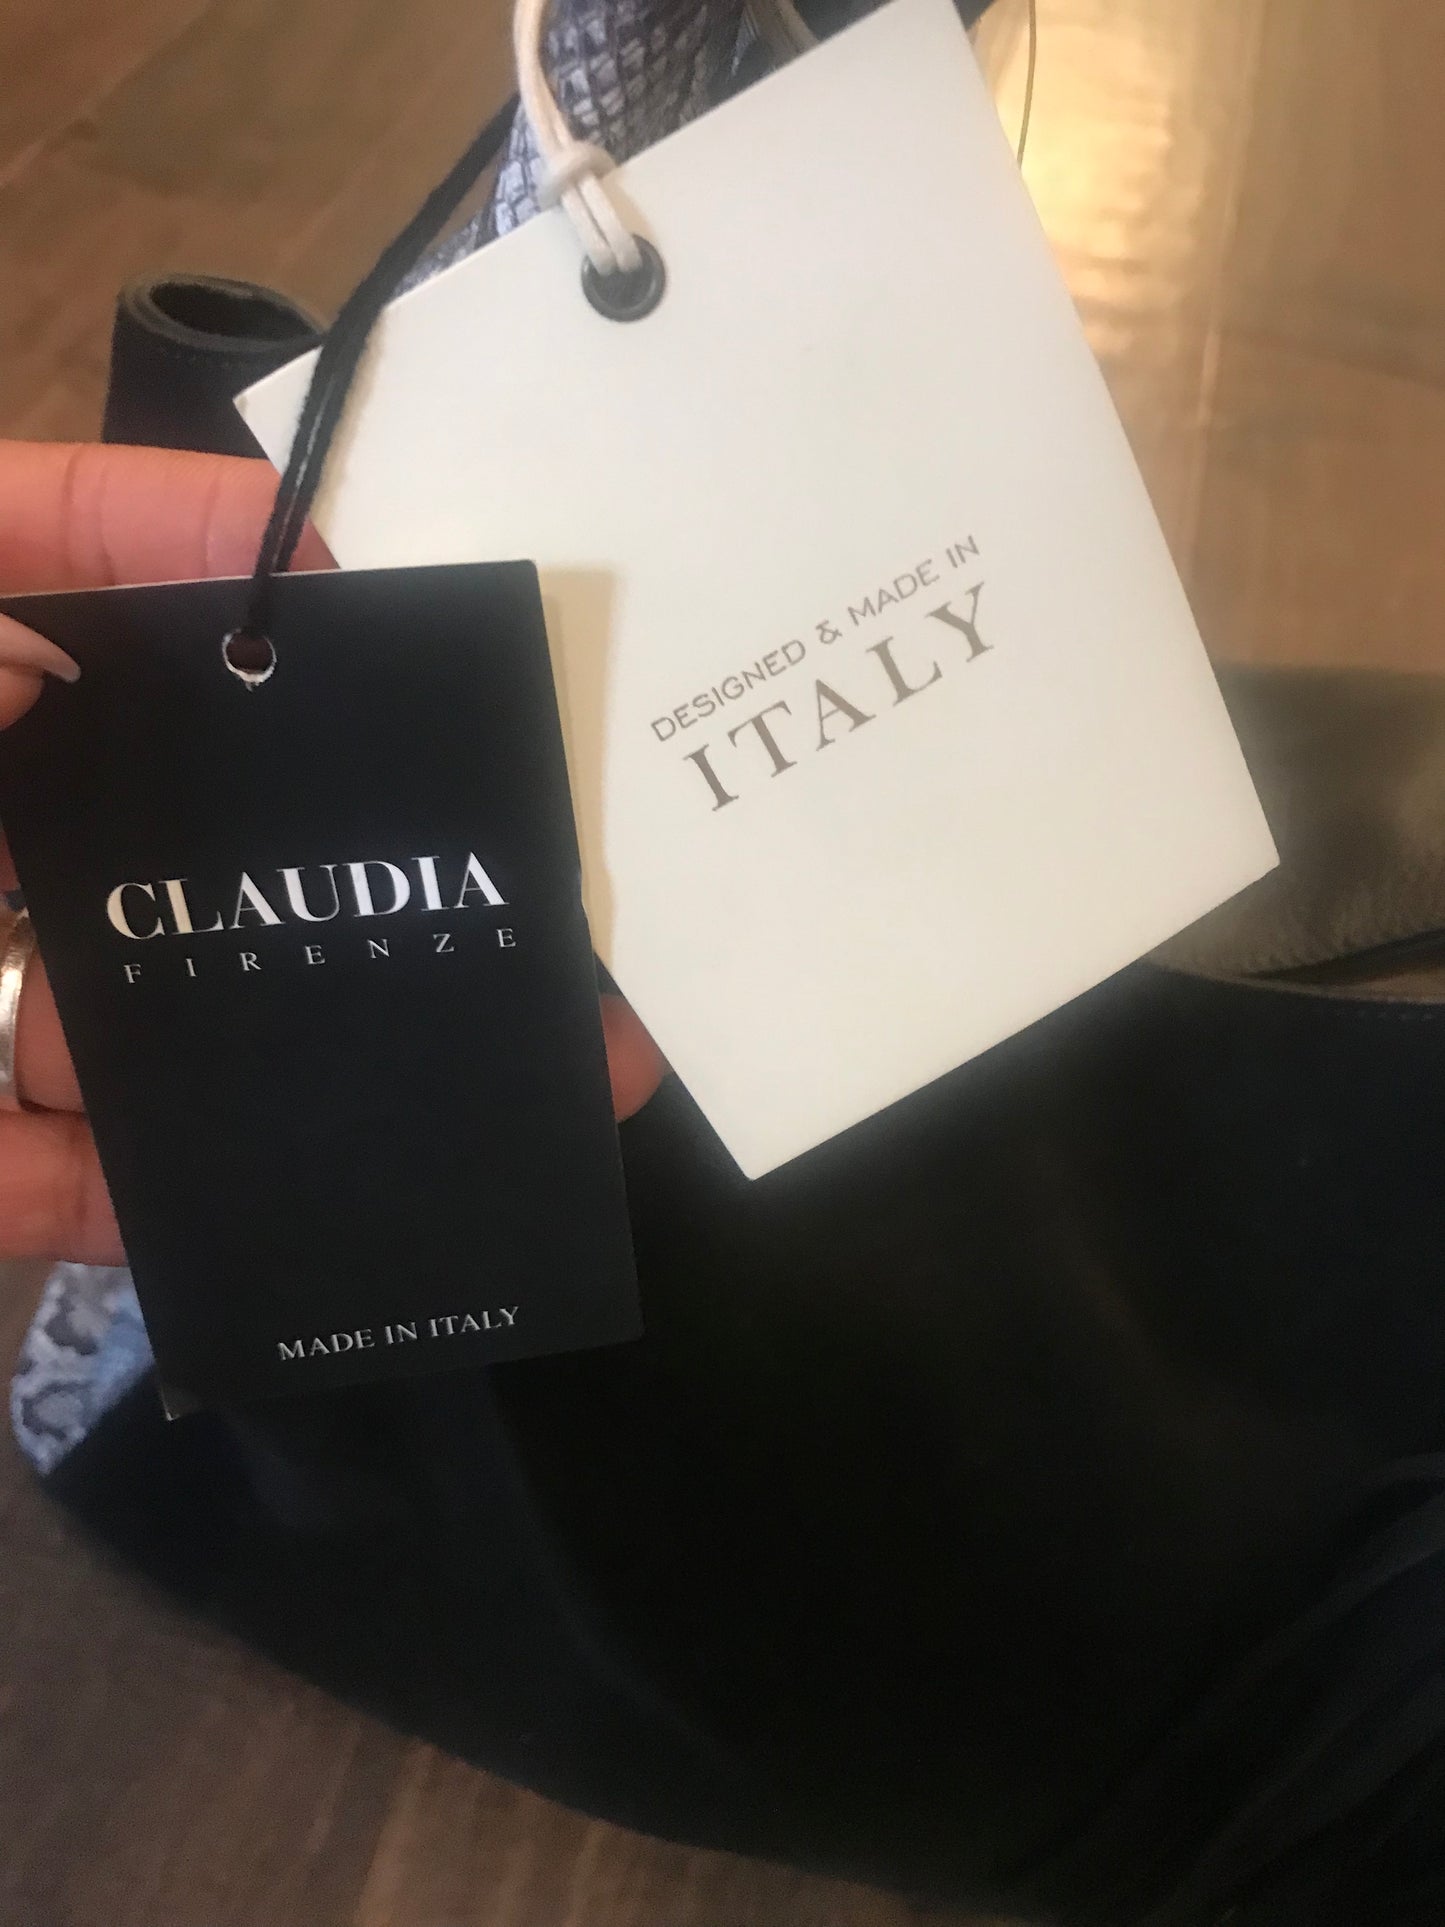 DESIGNED & MADE IN
ITALY
CLAUDIA
FIRENZE
MADE IN ITALY